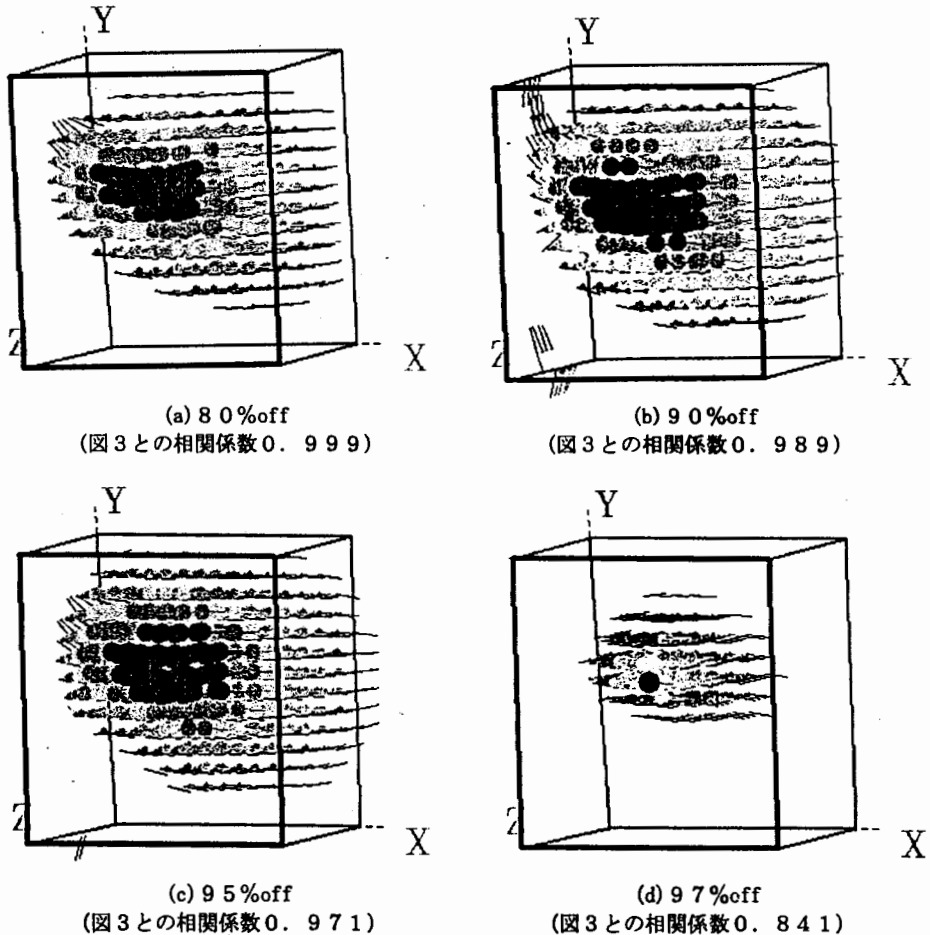 Y
Z
X
(a) 80%off
(図3との相関係数0.999)
Y
Z
X
(b) 90%off
(図3との相関係数0.989)
Y
Z
X
(c) 95%off
(図3との相関係数0.971)
Y
Z
X
(d) 97%off
(図3との相関係数0.841)